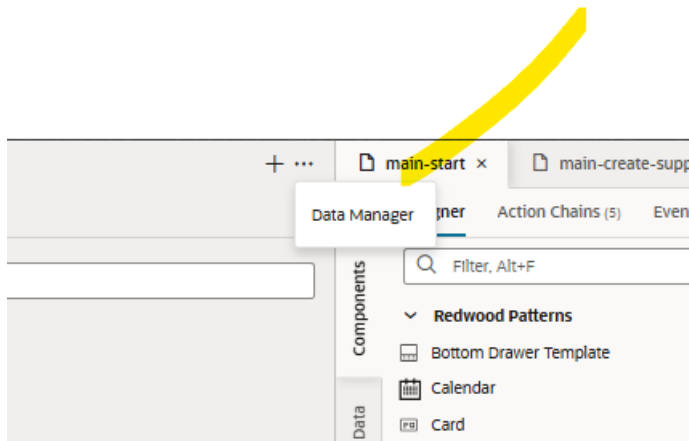 main-start
main-create-supp
Data Manager
gner
Action Chains (5)
Even
Filter, Alt+F
Components
Redwood Patterns
Bottom Drawer Template
Calendar
Data
Card